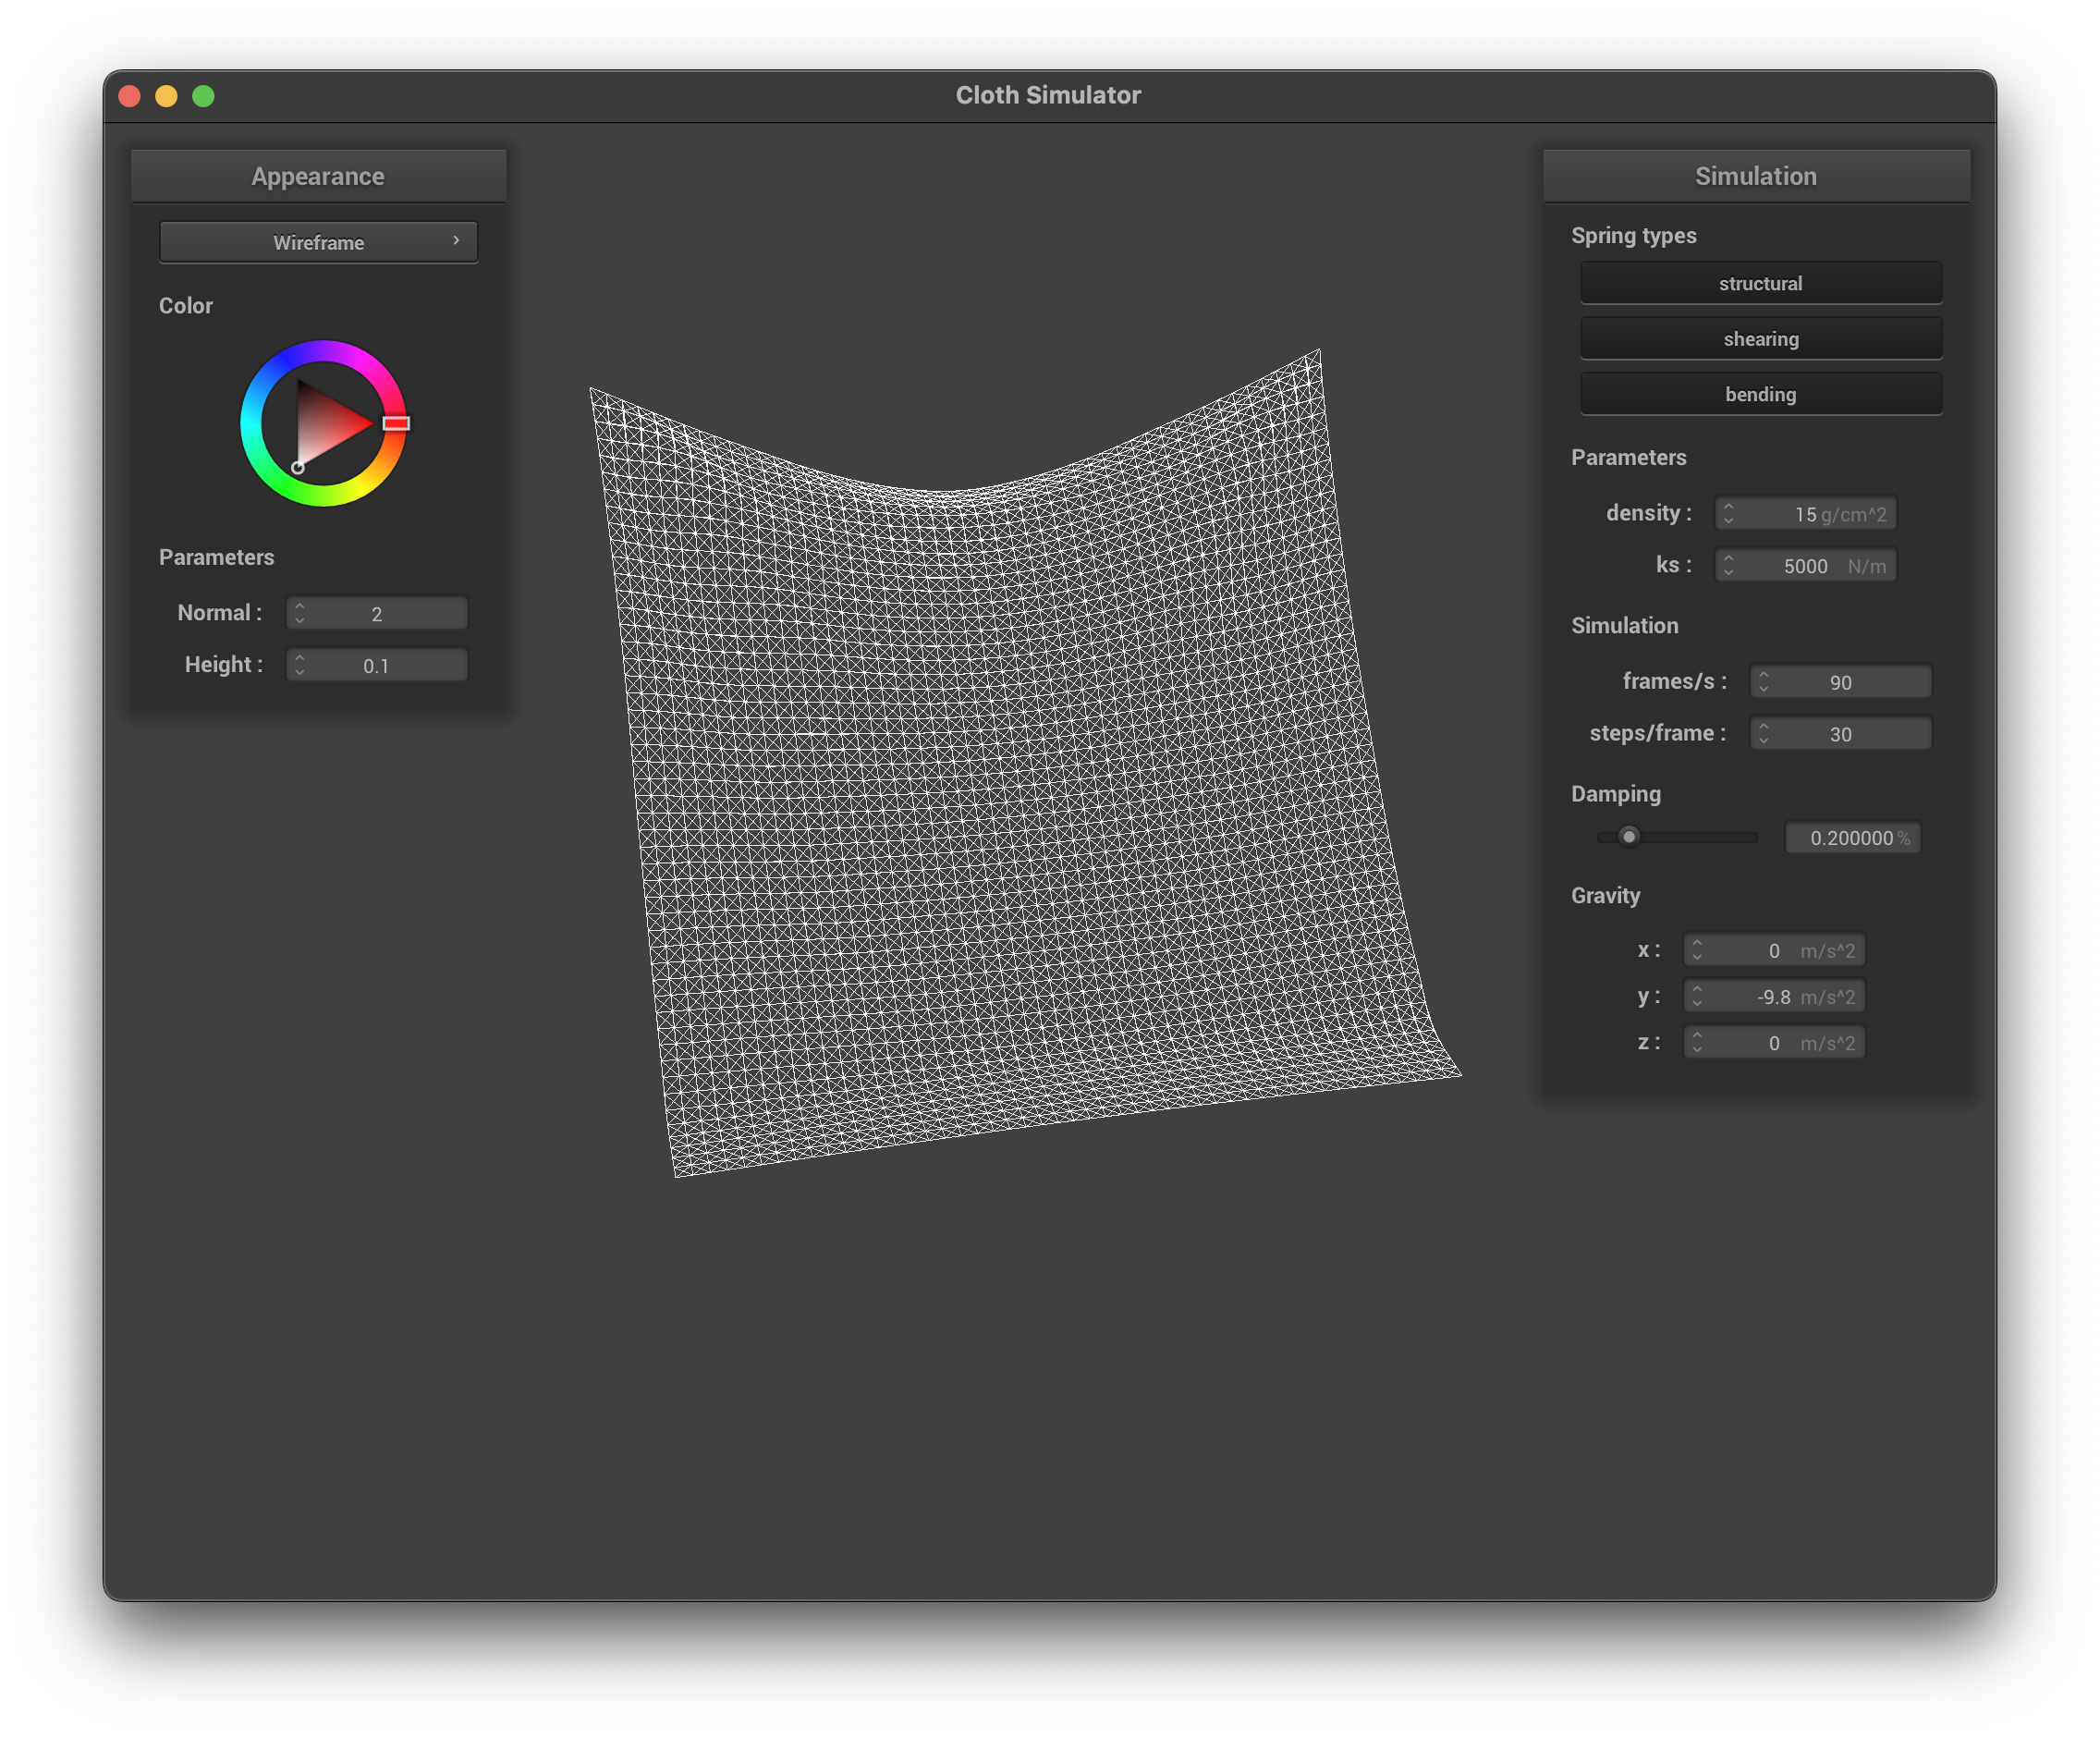 Cloth Simulator
Appearance
Wireframe
Color
Parameters
Normal : 2
Height : 0.1
Simulation
Spring types
structural
shearing
bending
Parameters
density : 15 g/cm^2
ks : 5000 N/m
Simulation
frames/s : 90
steps/frame : 30
Damping
0.200000 %
Gravity
x : 0 m/s^2
y : -9.8 m/s^2
z : 0 m/s^2